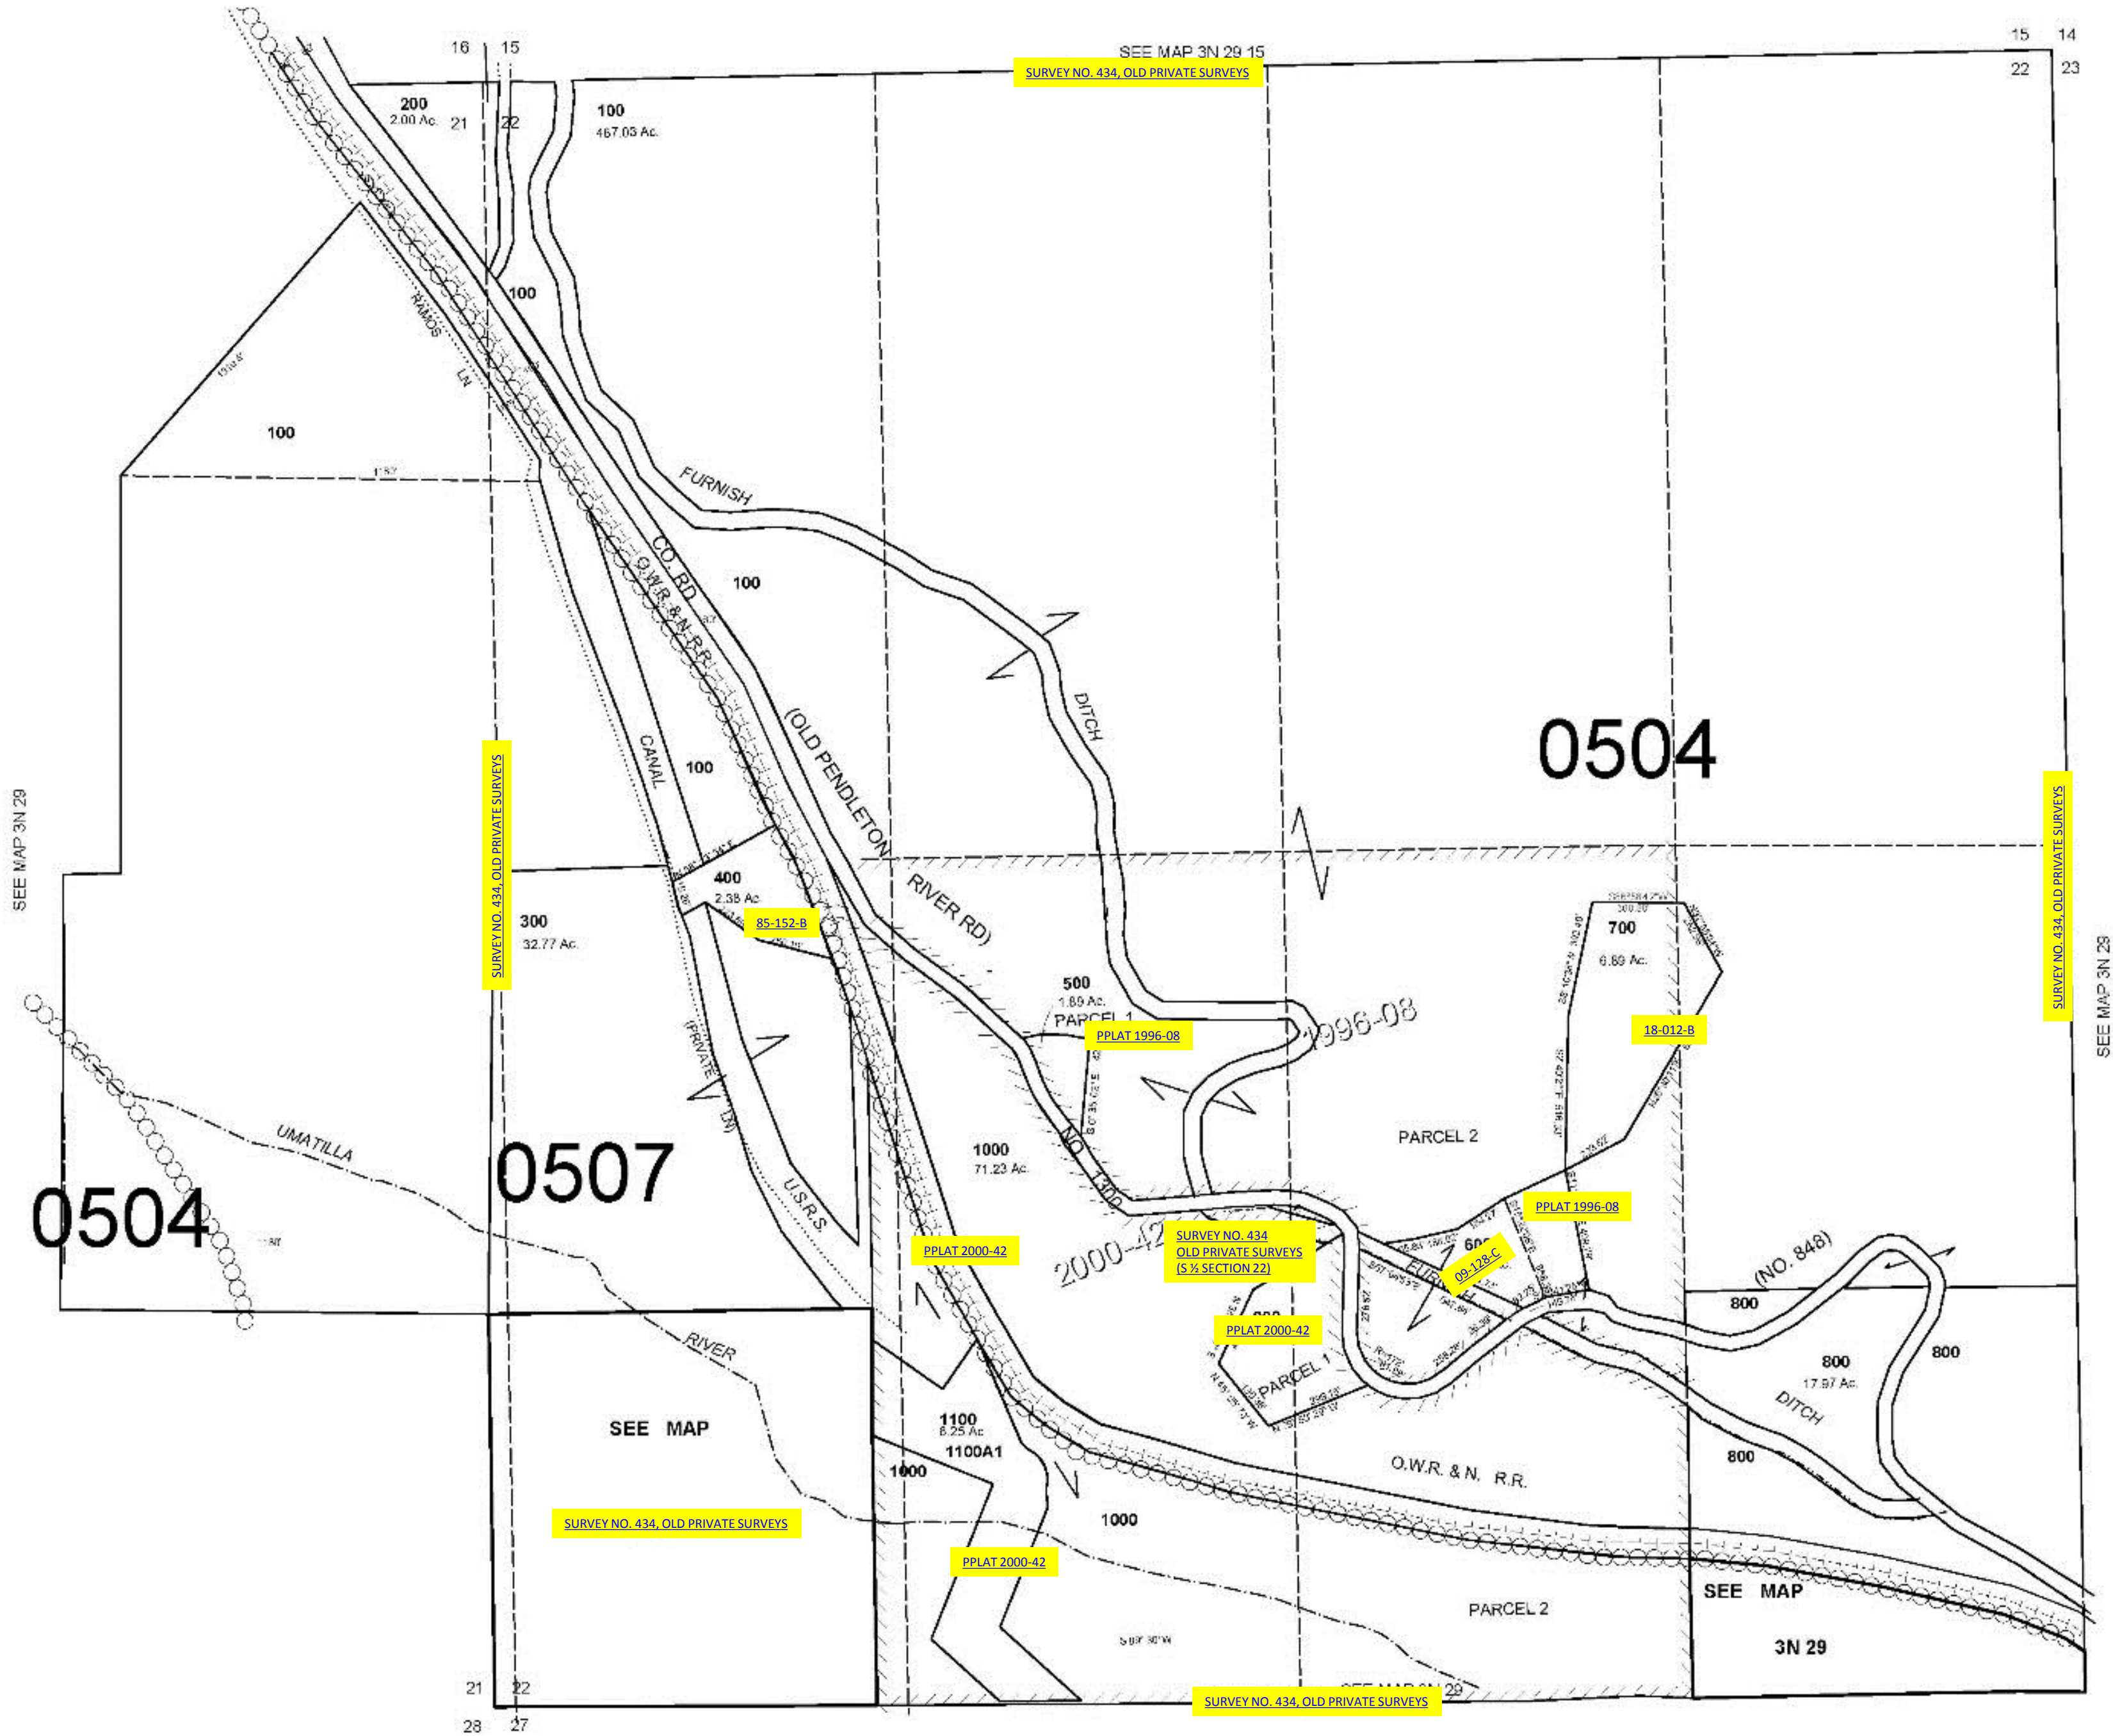 16 15
SEE MAP 3N 29 15
15 14
22 23
SURVEY NO. 434, OLD PRIVATE SURVEYS
200
2.00 Ac.
21 22
100
467.03 Ac.
100
RAMOS
LN
100
FURNISH
CO. RD
O.W.R. & N. R.R.
80'
100
DITCH
(OLD PENDLETON
RIVER RD)
0504
CANAL
100
SEE MAP 3N 29
SURVEY NO. 434, OLD PRIVATE SURVEYS
SURVEY NO. 434, OLD PRIVATE SURVEYS
SEE MAP 3N 29
400
2.38 Ac.
85-152-B
300
32.77 Ac.
700
6.89 Ac.
18-012-B
500
1.89 Ac.
PARCEL 1
PPLAT 1996-08
1996-08
(PRIVATE
LN)
UMATILLA
0507
0504
1000
71.23 Ac.
NO. 1300
PARCEL 2
U.S.R.S.
PPLAT 1996-08
PPLAT 2000-42
2000-42
SURVEY NO. 434
OLD PRIVATE SURVEYS
(S ½ SECTION 22)
09-128-C
(NO. 848)
PPLAT 2000-42
PARCEL 1
276.92
800
800
800
17.97 Ac.
DITCH
RIVER
SEE MAP
1100
6.25 Ac
1100A1
1000
800
O.W.R. & N. R.R.
SURVEY NO. 434, OLD PRIVATE SURVEYS
1000
PPLAT 2000-42
SEE MAP
PARCEL 2
3N 29
S 89° 30' W
21 22
28 27
29
SURVEY NO. 434, OLD PRIVATE SURVEYS